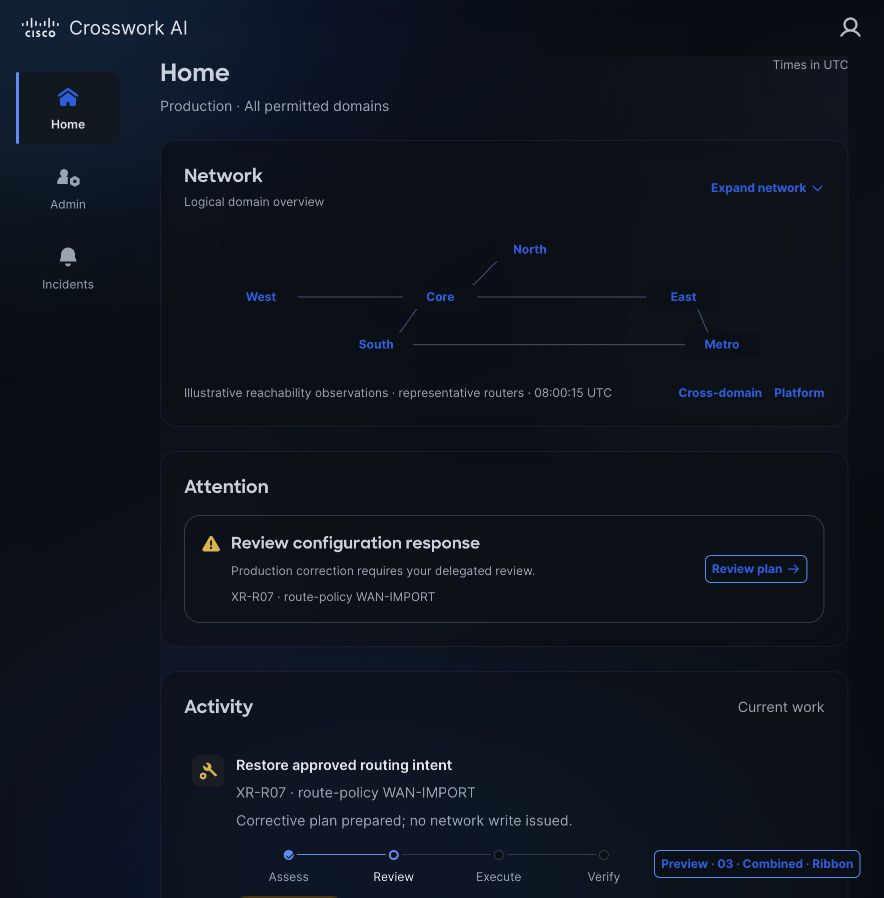 CISCO Crosswork AI
Home
Times in UTC
Production · All permitted domains
Home
Admin
Incidents
Network
Logical domain overview
Expand network
North
West
Core
East
South
Metro
Illustrative reachability observations · representative routers · 08:00:15 UTC
Cross-domain Platform
Attention
Review configuration response
Production correction requires your delegated review.
XR-R07 · route-policy WAN-IMPORT
Review plan →
Activity
Current work
Restore approved routing intent
XR-R07 · route-policy WAN-IMPORT
Corrective plan prepared; no network write issued.
Assess Review Execute Verify
Preview · 03 · Combined · Ribbon